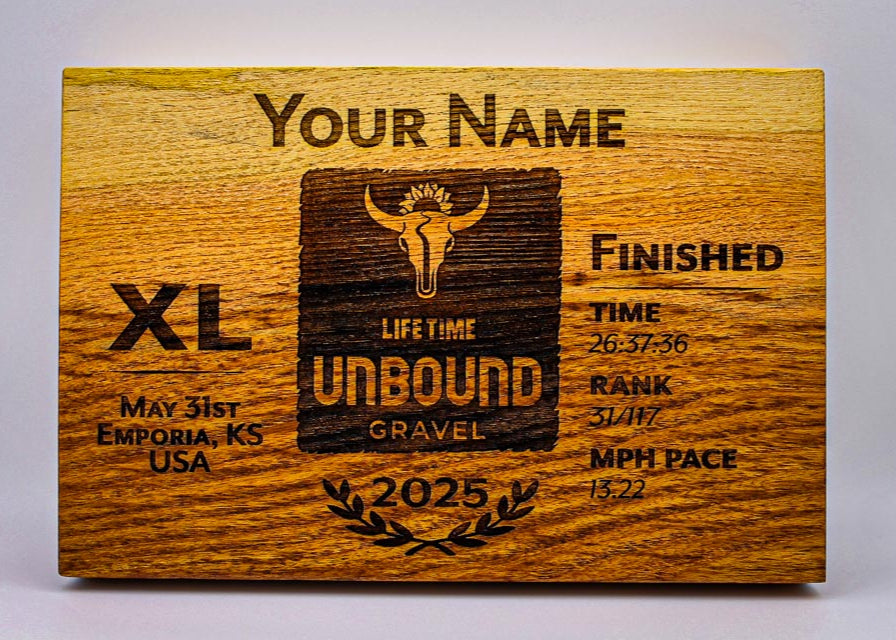 Your Name
XL
May 31st
Emporia, KS
USA
LIFE TIME
UNBOUND
GRAVEL
2025
Finished
TIME
26:37:36
RANK
31/117
MPH PACE
13.22